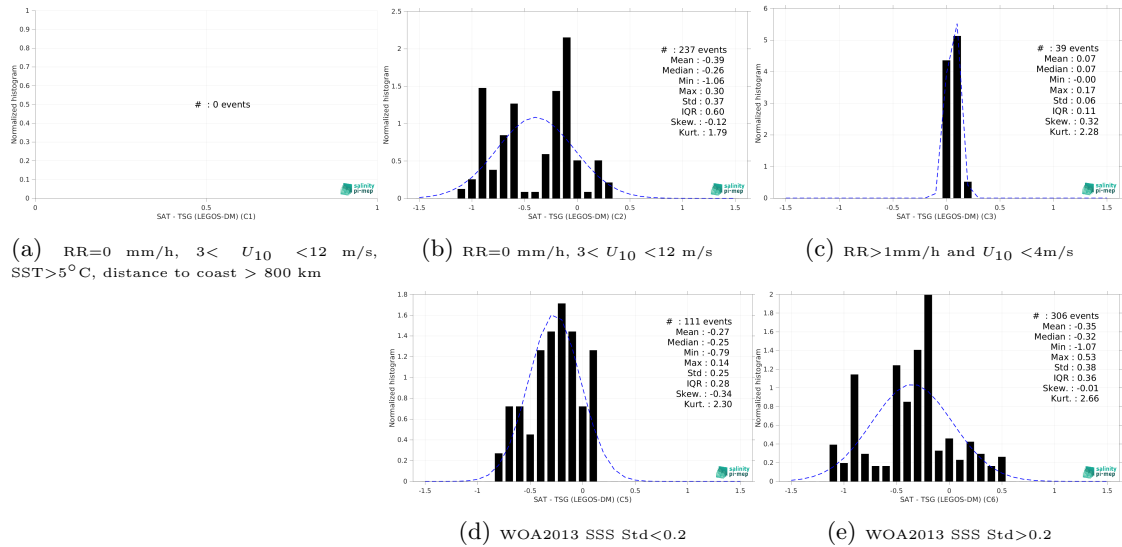 Normalized histogram
1
0.9
0.8
0.7
0.6
0.5
0.4
0.3
0.2
0.1
0
# : 0 events
salinity
pi-mep
0
0.5
1
SAT - TSG (LEGOS-DM) (C1)
(a) RR=0 mm/h, 3< U10 <12 m/s,
SST>5°C, distance to coast > 800 km
Normalized histogram
2.5
2
1.5
1
0.5
0
# : 237 events
Mean : -0.39
Median : -0.26
Min : -1.06
Max : 0.30
Std : 0.37
IQR : 0.60
Skew. : -0.12
Kurt. : 1.79
salinity
pi-mep
-1.5
-1
-0.5
0
0.5
1
1.5
SAT - TSG (LEGOS-DM) (C2)
(b) RR=0 mm/h, 3< U10 <12 m/s
Normalized histogram
6
5
4
3
2
1
0
# : 39 events
Mean : 0.07
Median : 0.07
Min : -0.00
Max : 0.17
Std : 0.06
IQR : 0.11
Skew. : 0.32
Kurt. : 2.28
salinity
pi-mep
-1.5
-1
-0.5
0
0.5
1
1.5
SAT - TSG (LEGOS-DM) (C3)
(c) RR>1mm/h and U10 <4m/s
Normalized histogram
1.8
1.6
1.4
1.2
1
0.8
0.6
0.4
0.2
0
# : 111 events
Mean : -0.27
Median : -0.25
Min : -0.79
Max : 0.14
Std : 0.25
IQR : 0.28
Skew. : -0.34
Kurt. : 2.30
salinity
pi-mep
-1.5
-1
-0.5
0
0.5
1
1.5
SAT - TSG (LEGOS-DM) (C5)
(d) WOA2013 SSS Std<0.2
Normalized histogram
2
1.8
1.6
1.4
1.2
1
0.8
0.6
0.4
0.2
0
# : 306 events
Mean : -0.35
Median : -0.32
Min : -1.07
Max : 0.53
Std : 0.38
IQR : 0.36
Skew. : -0.01
Kurt. : 2.66
salinity
pi-mep
-1.5
-1
-0.5
0
0.5
1
1.5
SAT - TSG (LEGOS-DM) (C6)
(e) WOA2013 SSS Std>0.2